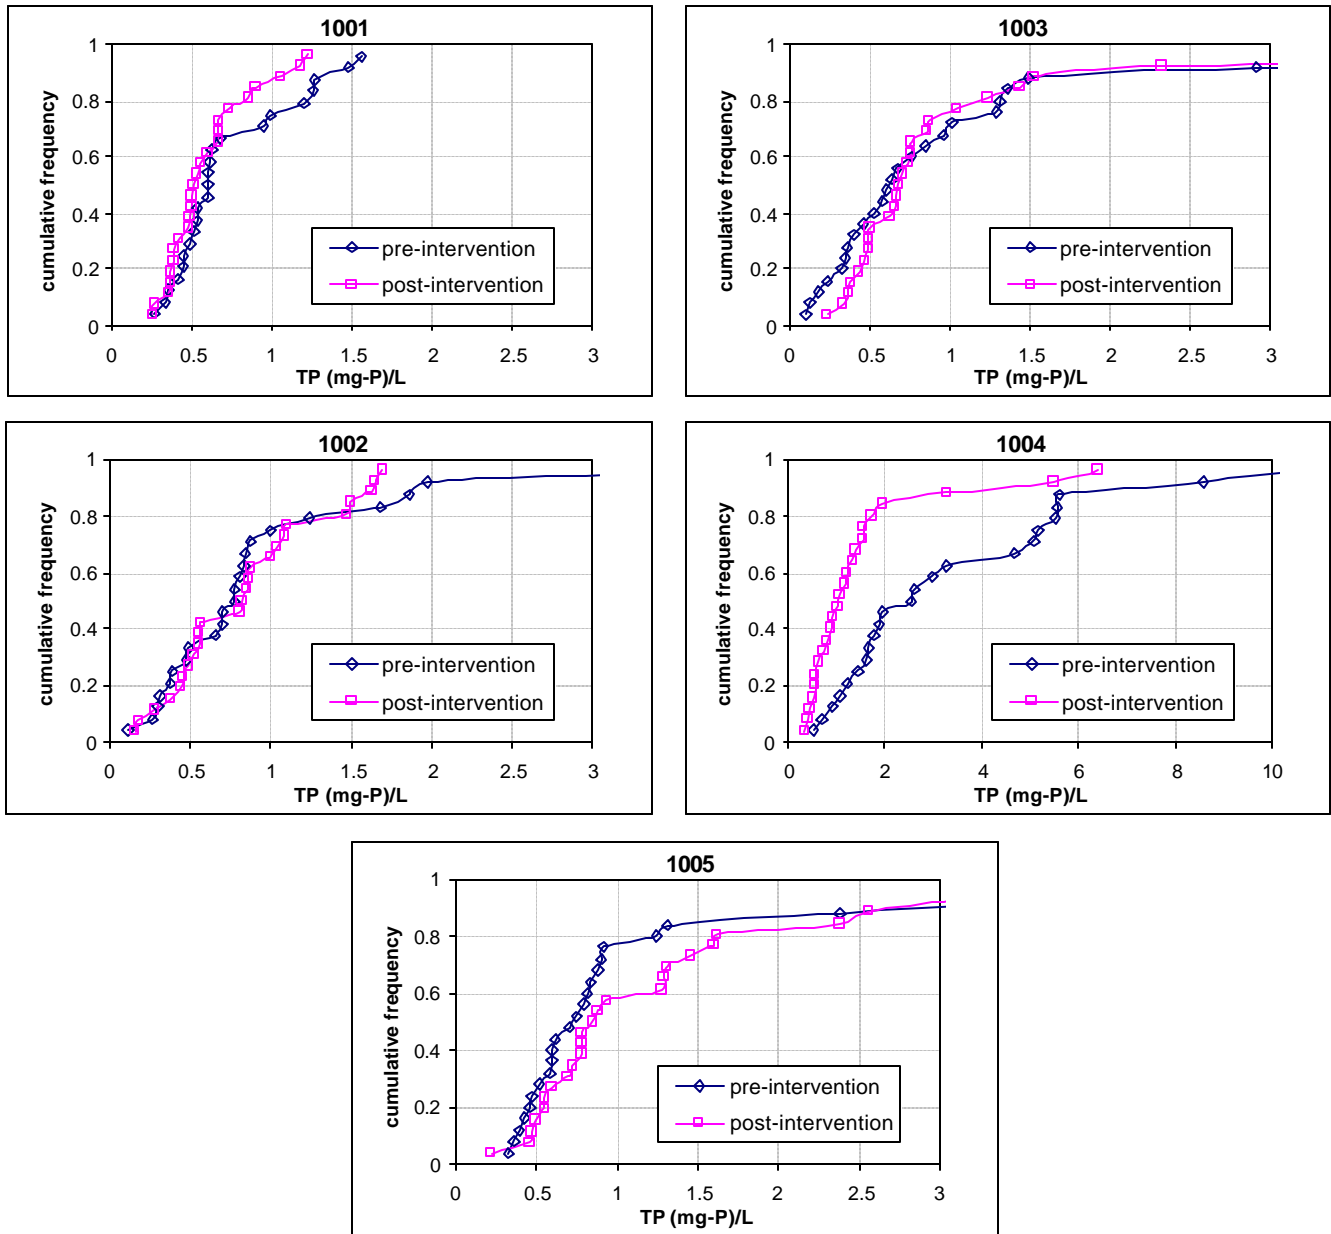 1001
cumulative frequency
1
0.8
0.6
0.4
0.2
0
0 0.5 1 1.5 2 2.5 3
TP (mg-P)/L
pre-intervention
post-intervention
1003
cumulative frequency
1
0.8
0.6
0.4
0.2
0
0 0.5 1 1.5 2 2.5 3
TP (mg-P)/L
pre-intervention
post-intervention
1002
cumulative frequency
1
0.8
0.6
0.4
0.2
0
0 0.5 1 1.5 2 2.5 3
TP (mg-P)/L
pre-intervention
post-intervention
1004
cumulative frequency
1
0.8
0.6
0.4
0.2
0
0 2 4 6 8 10
TP (mg-P)/L
pre-intervention
post-intervention
1005
cumulative frequency
1
0.8
0.6
0.4
0.2
0
0 0.5 1 1.5 2 2.5 3
TP (mg-P)/L
pre-intervention
post-intervention